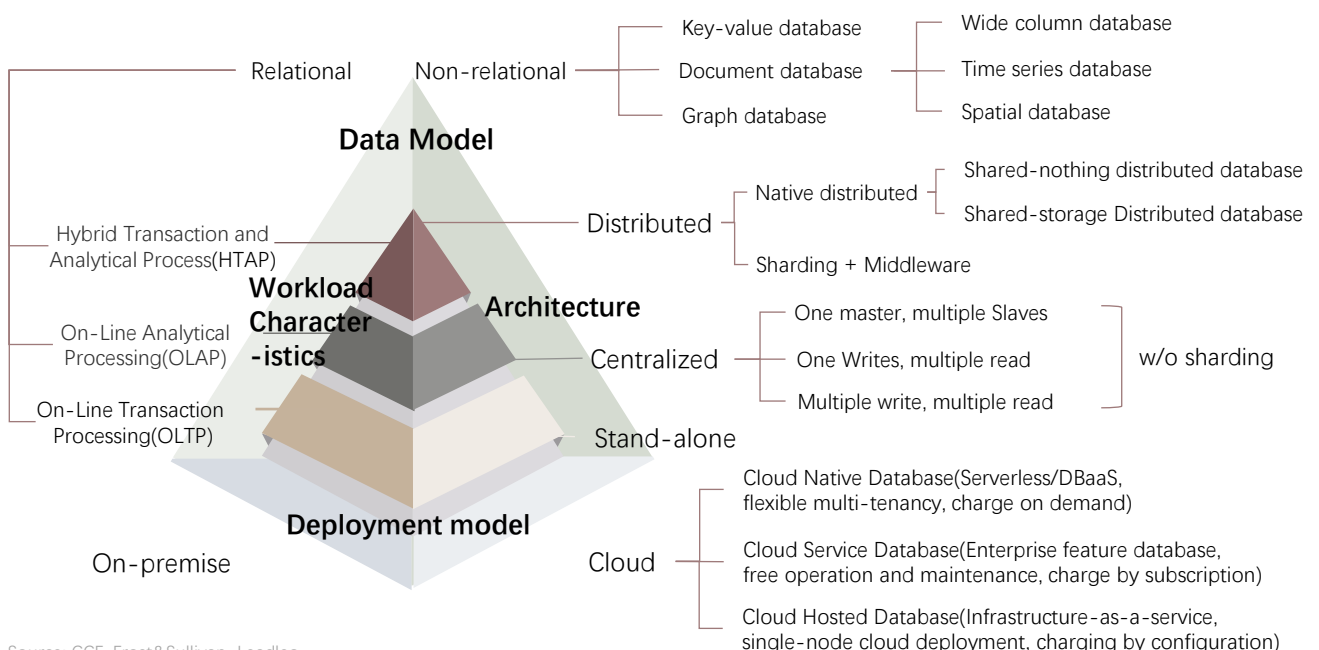 Relational
Non-relational
Key-value database
Document database
Graph database
Wide column database
Time series database
Spatial database
Data Model
Hybrid Transaction and
Analytical Process(HTAP)
On-Line Analytical
Processing(OLAP)
On-Line Transaction
Processing(OLTP)
Workload
Character
-istics
Architecture
Distributed
Native distributed
Shared-nothing distributed database
Shared-storage Distributed database
Sharding + Middleware
Centralized
One master, multiple Slaves
One Writes, multiple read
Multiple write, multiple read
w/o sharding
Stand-alone
Deployment model
On-premise
Cloud
Cloud Native Database(Serverless/DBaaS,
flexible multi-tenancy, charge on demand)
Cloud Service Database(Enterprise feature database,
free operation and maintenance, charge by subscription)
Cloud Hosted Database(Infrastructure-as-a-service,
single-node cloud deployment, charging by configuration)